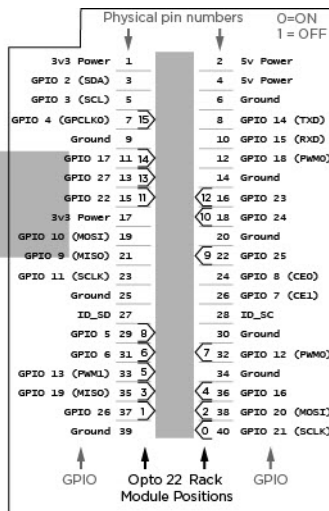 Physical pin numbers 0=ON
1 = OFF
3v3 Power 1 2 5v Power
GPIO 2 (SDA) 3 4 5v Power
GPIO 3 (SCL) 5 6 Ground
GPIO 4 (GPCLK0) 7 15 8 GPIO 14 (TXD)
Ground 9 10 GPIO 15 (RXD)
GPIO 17 11 14 12 GPIO 18 (PWM0)
GPIO 27 13 13 14 Ground
GPIO 22 15 11 12 16 GPIO 23
3v3 Power 17 10 18 GPIO 24
GPIO 10 (MOSI) 19 20 Ground
GPIO 9 (MISO) 21 9 22 GPIO 25
GPIO 11 (SCLK) 23 24 GPIO 8 (CE0)
Ground 25 26 GPIO 7 (CE1)
ID_SD 27 28 ID_SC
GPIO 5 29 8 30 Ground
GPIO 6 31 6 7 32 GPIO 12 (PWM0)
GPIO 13 (PWM1) 33 5 34 Ground
GPIO 19 (MISO) 35 3 4 36 GPIO 16
GPIO 26 37 1 2 38 GPIO 20 (MOSI)
Ground 39 0 40 GPIO 21 (SCLK)
GPIO Opto 22 Rack GPIO
Module Positions